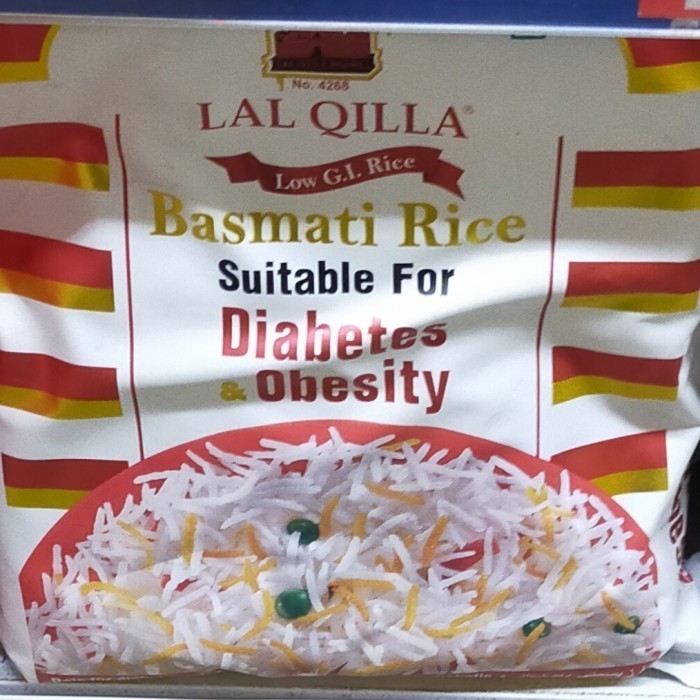 No. 4268
LAL QILLA®
Low G.I. Rice
Basmati Rice
Suitable For
Diabetes
& Obesity